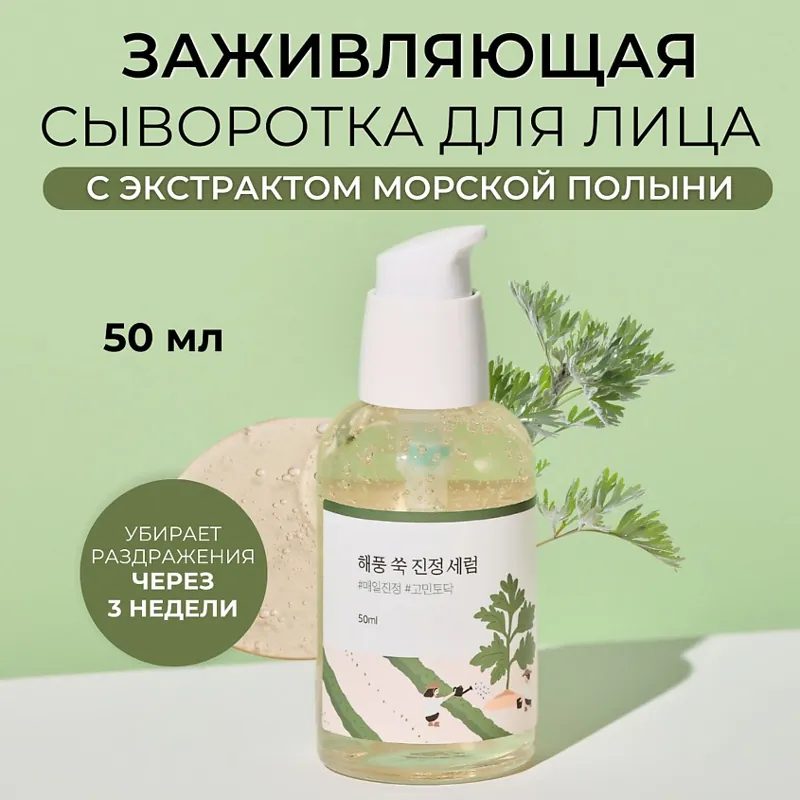 ЗАЖИВЛЯЮЩАЯ
СЫВОРОТКА ДЛЯ ЛИЦА
С ЭКСТРАКТОМ МОРСКОЙ ПОЛЫНИ
50 мл
УБИРАЕТ
РАЗДРАЖЕНИЯ
ЧЕРЕЗ
3 НЕДЕЛИ
해풍 쑥 진정 세럼
#매일진정 #고민토닥
50ml